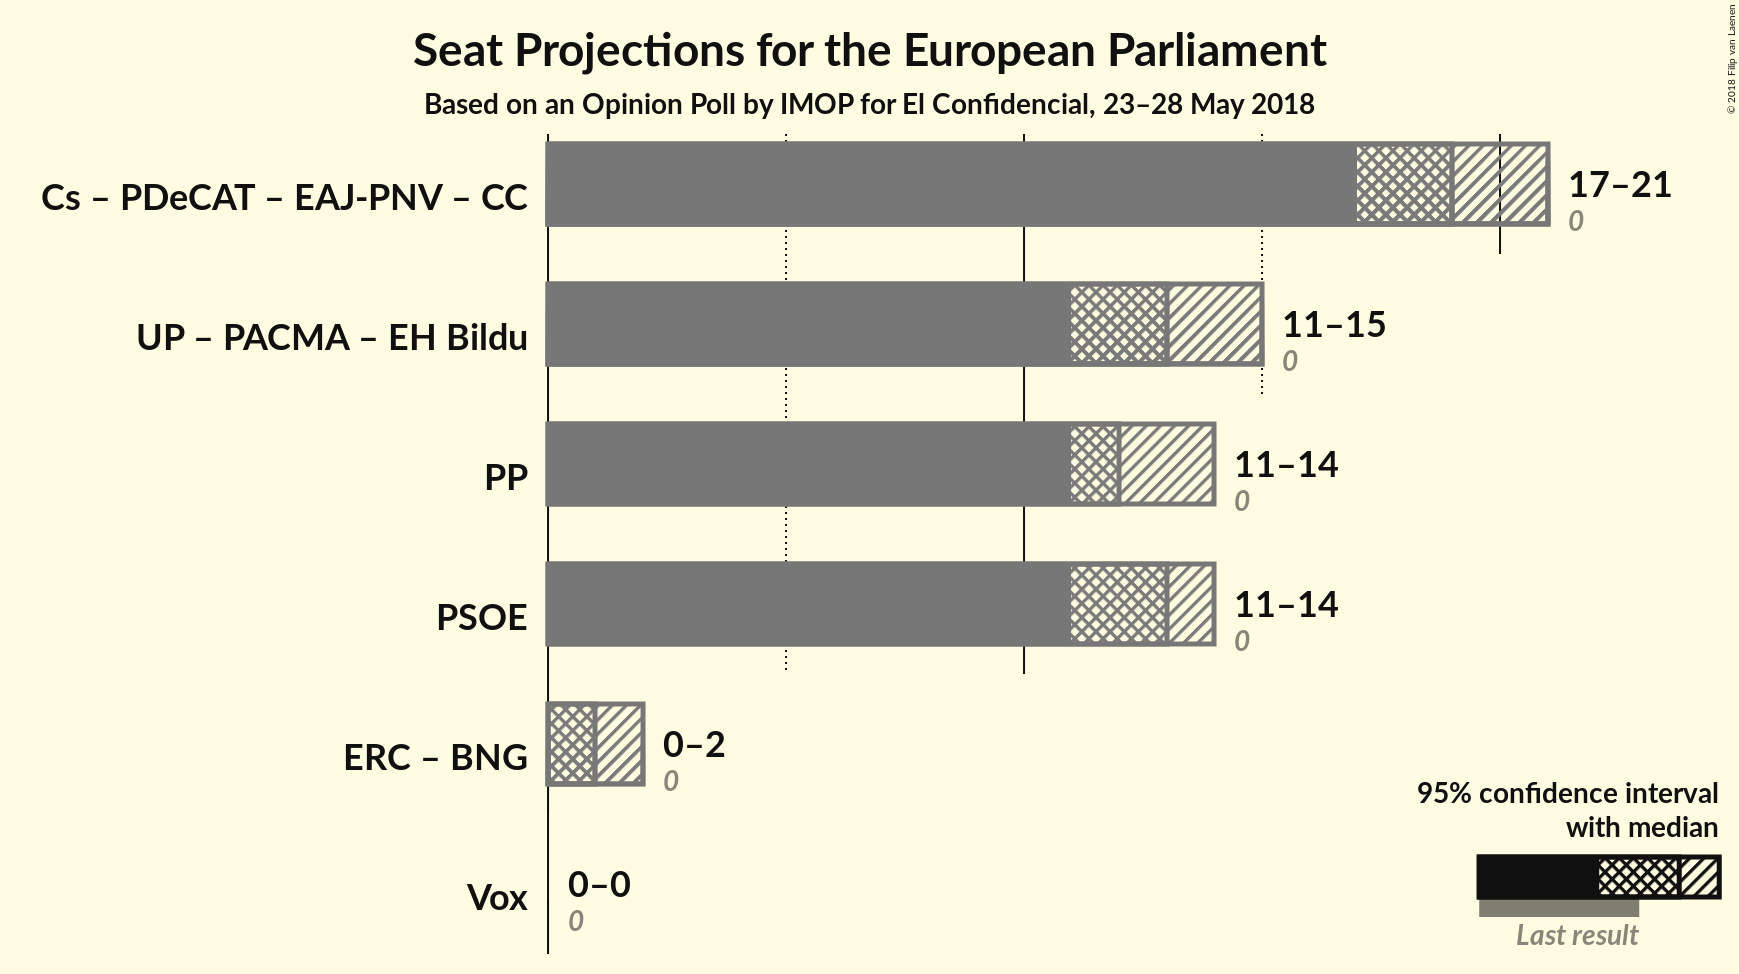 Seat Projections for the European Parliament
Based on an Opinion Poll by IMOP for El Confidencial, 23–28 May 2018
© 2018 Filip van Laenen
Cs – PDeCAT – EAJ-PNV – CC
17–21
0
UP – PACMA – EH Bildu
11–15
0
PP
11–14
0
PSOE
11–14
0
ERC – BNG
0–2
0
Vox
0–0
0
95% confidence interval
with median
Last result